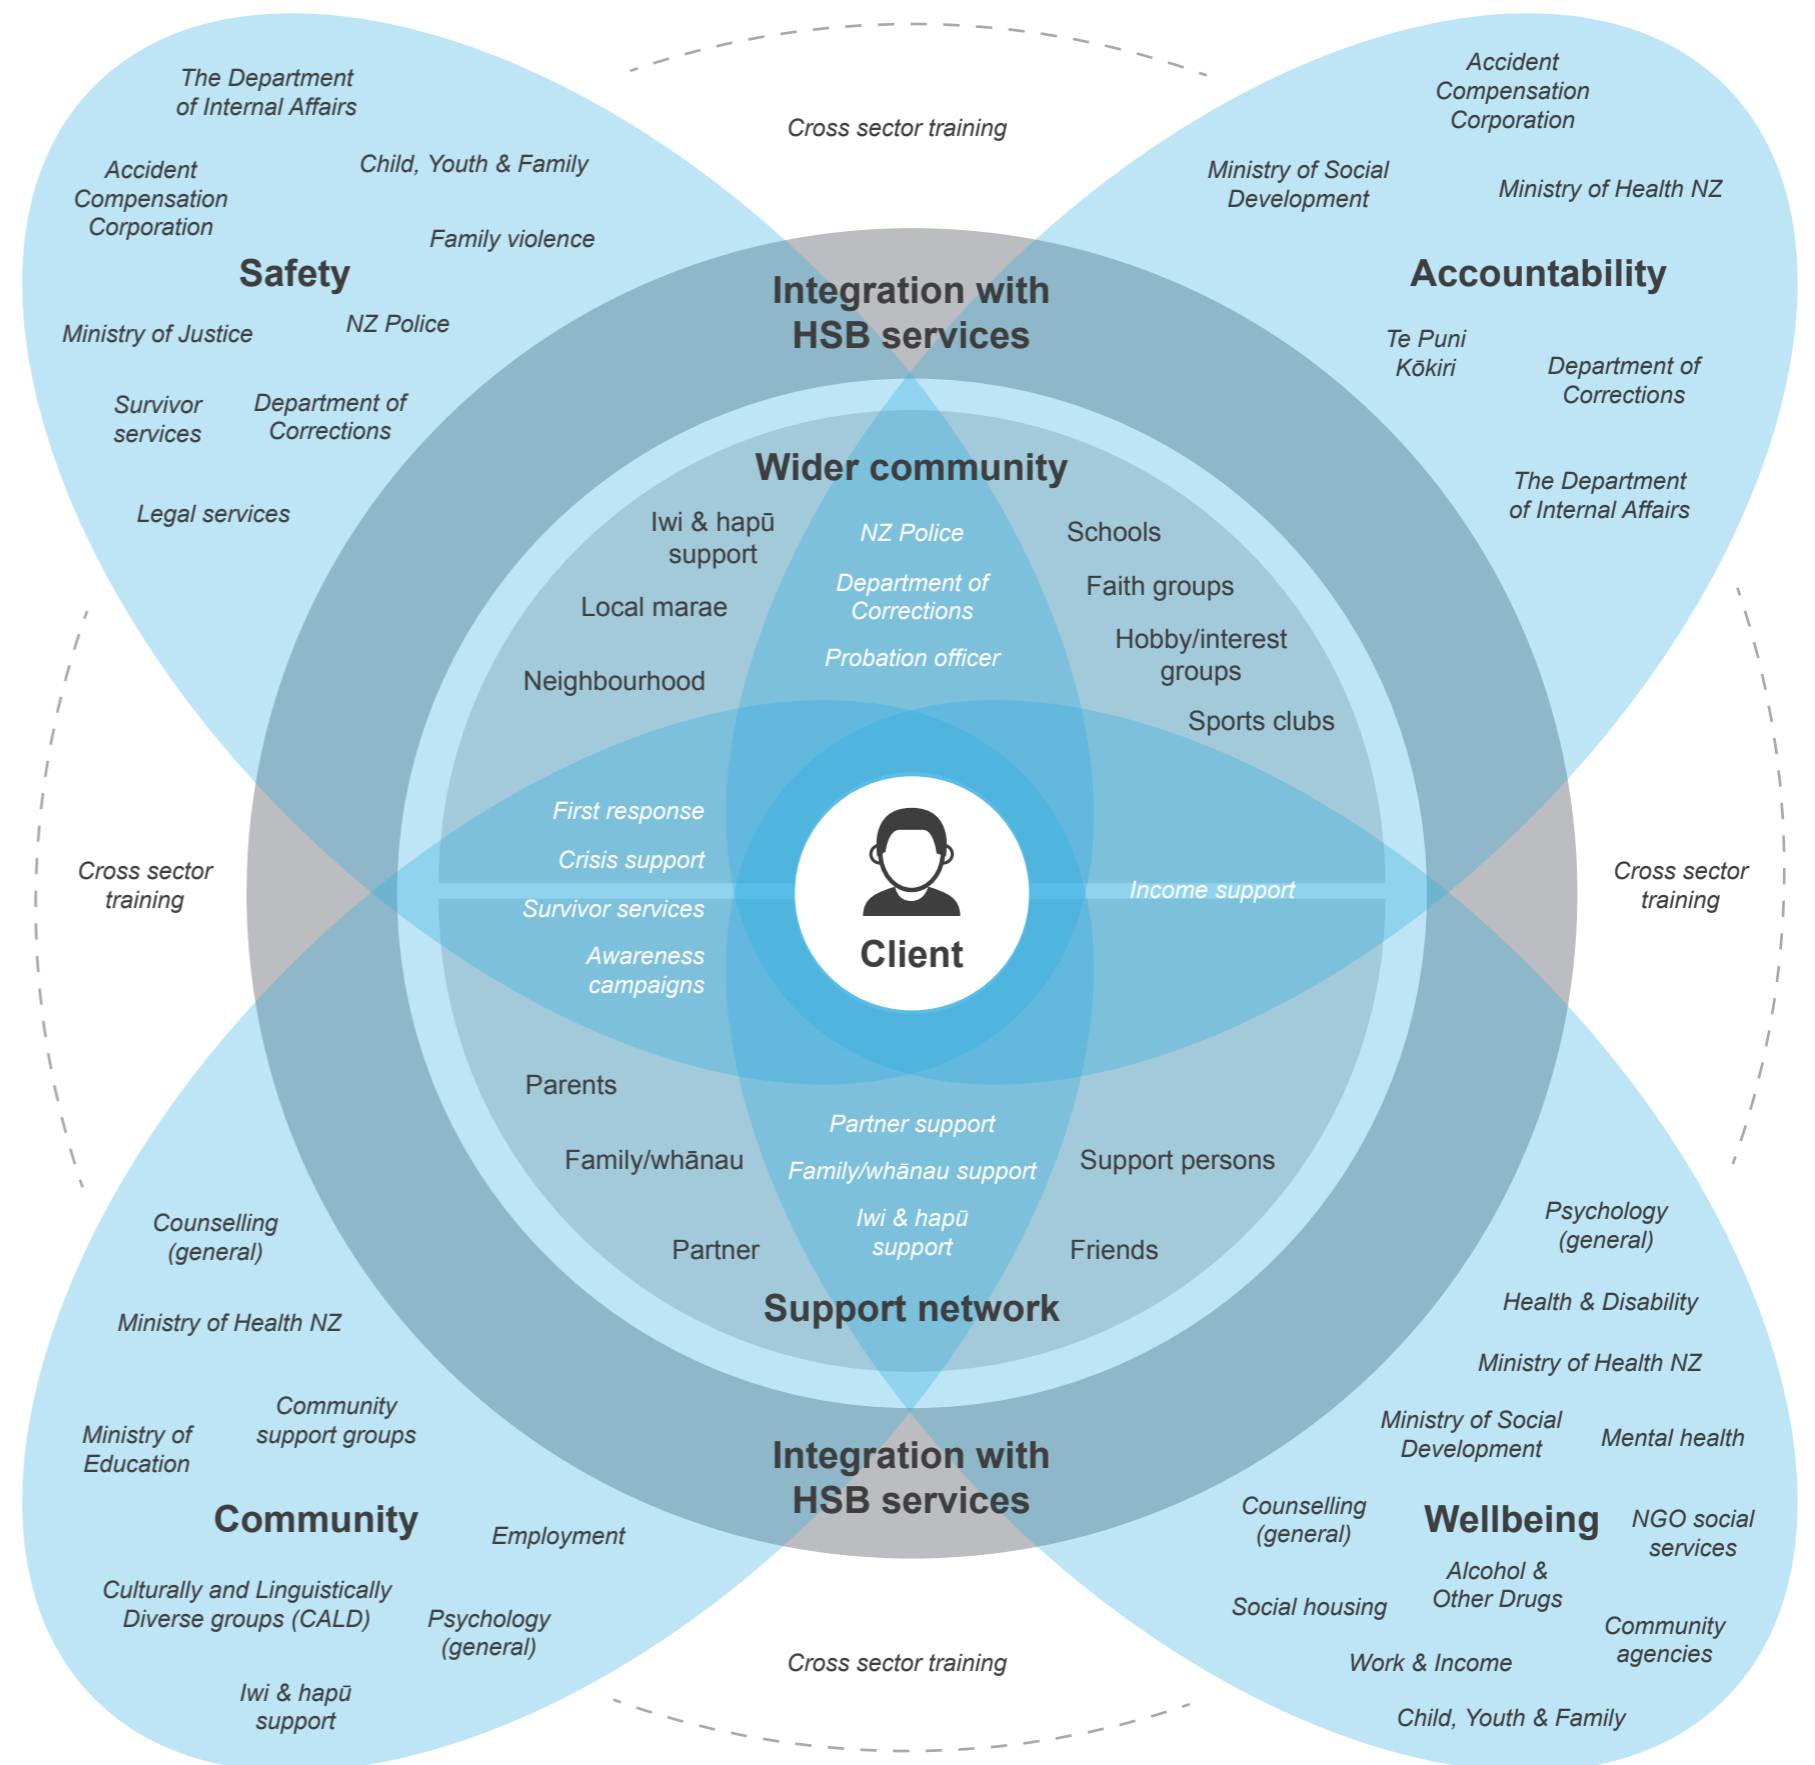 The Department
of Internal Affairs
Accident
Compensation
Corporation
Child, Youth & Family
Family violence
Safety
Ministry of Justice
NZ Police
Survivor
services
Department of
Corrections
Legal services
Cross sector training
Accident
Compensation
Corporation
Ministry of Social
Development
Ministry of Health NZ
Accountability
Te Puni
Kōkiri
Department of
Corrections
The Department
of Internal Affairs
Integration with
HSB services
Wider community
Iwi & hapū
support
Local marae
Neighbourhood
NZ Police
Department of
Corrections
Probation officer
Schools
Faith groups
Hobby/interest
groups
Sports clubs
Cross sector
training
First response
Crisis support
Survivor services
Awareness
campaigns
Client
Income support
Cross sector
training
Parents
Family/whānau
Partner
Partner support
Family/whānau support
Iwi & hapū
support
Support persons
Friends
Support network
Integration with
HSB services
Counselling
(general)
Ministry of Health NZ
Community
support groups
Ministry of
Education
Community
Employment
Culturally and Linguistically
Diverse groups (CALD)
Psychology
(general)
Iwi & hapū
support
Cross sector training
Psychology
(general)
Health & Disability
Ministry of Health NZ
Ministry of Social
Development
Mental health
Counselling
(general)
Wellbeing
NGO social
services
Alcohol &
Other Drugs
Social housing
Community
agencies
Work & Income
Child, Youth & Family